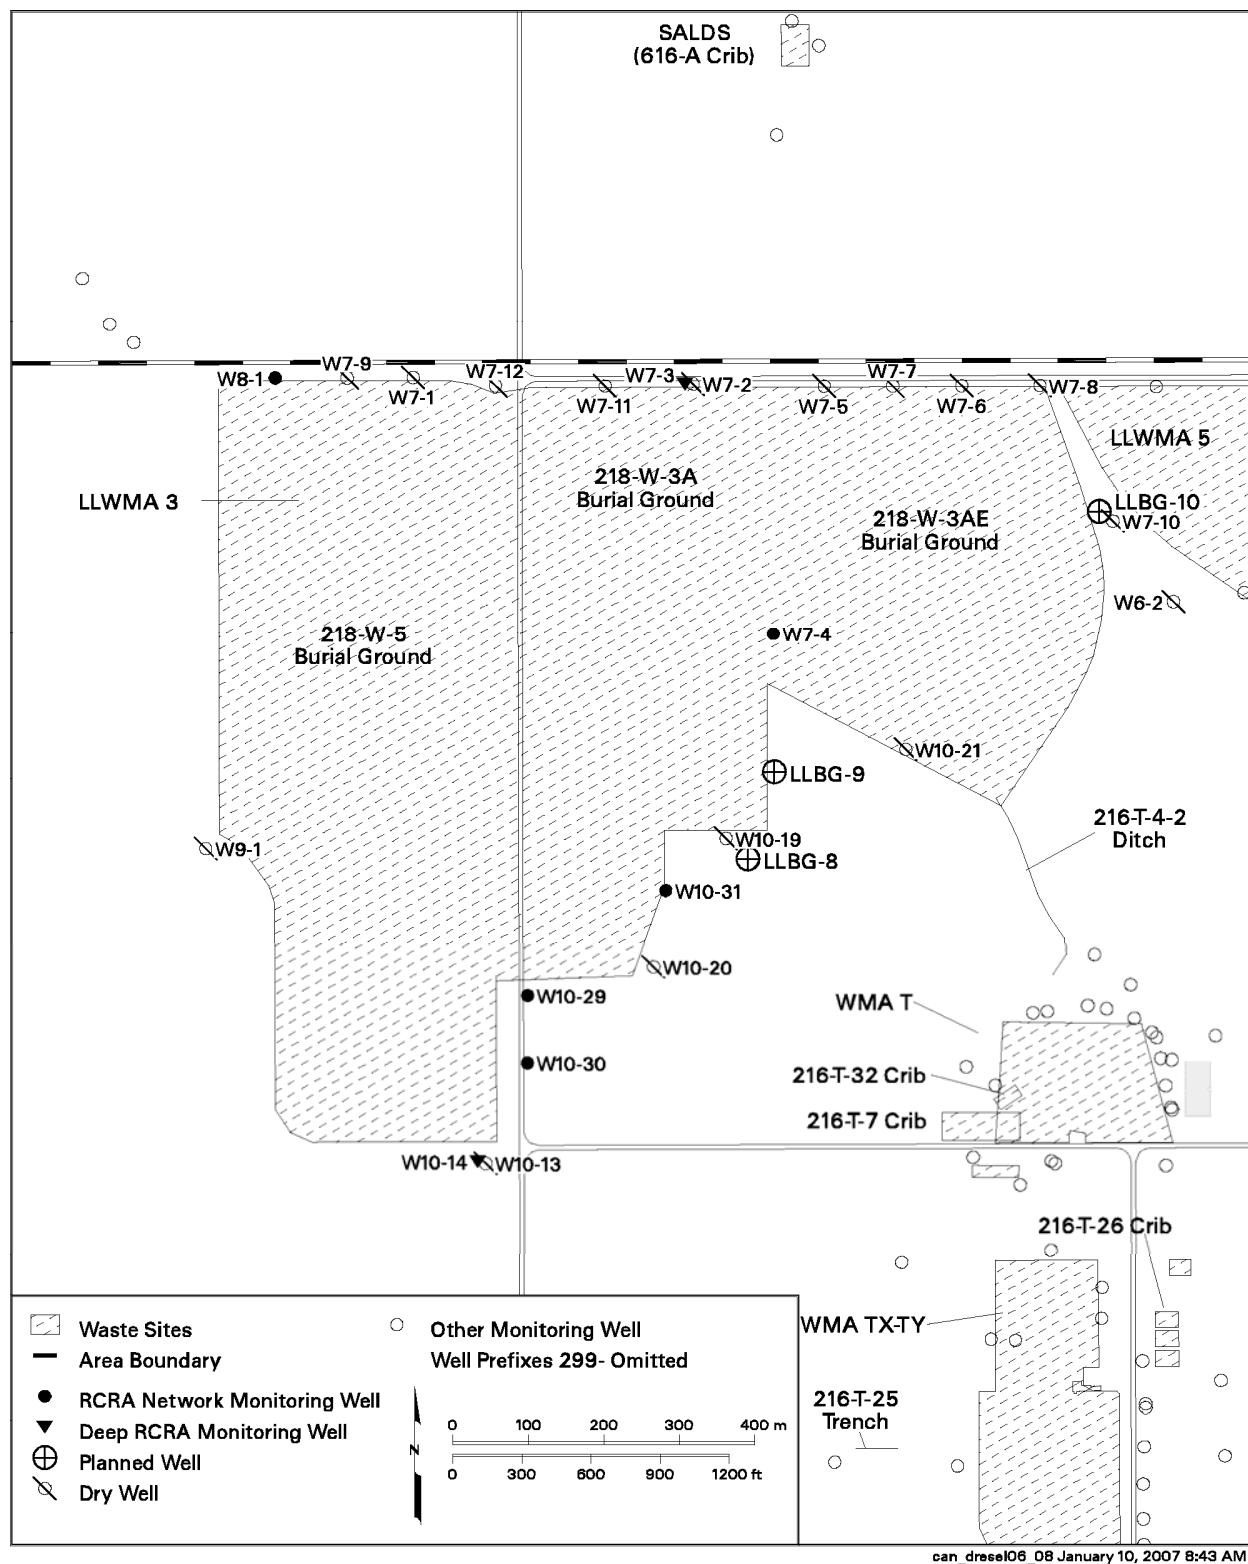 SALDS
(616-A Crib)
W7-9
W8-1
W7-1
W7-12
W7-3
W7-2
W7-11
W7-7
W7-5
W7-6
W7-8
LLWMA 5
LLWMA 3
218-W-3A
Burial Ground
218-W-3AE
Burial Ground
LLBG-10
W7-10
W6-2
218-W-5
Burial Ground
W7-4
W10-21
LLBG-9
216-T-4-2
Ditch
W9-1
W10-19
LLBG-8
W10-31
W10-20
W10-29
WMA T
W10-30
216-T-32 Crib
216-T-7 Crib
W10-14
W10-13
216-T-26 Crib
WMA TX-TY
216-T-25
Trench
Waste Sites
Area Boundary
RCRA Network Monitoring Well
Deep RCRA Monitoring Well
Planned Well
Dry Well
Other Monitoring Well
Well Prefixes 299- Omitted
N
0 100 200 300 400 m
0 300 600 900 1200 ft
can_dresel06_08 January 10, 2007 8:43 AM